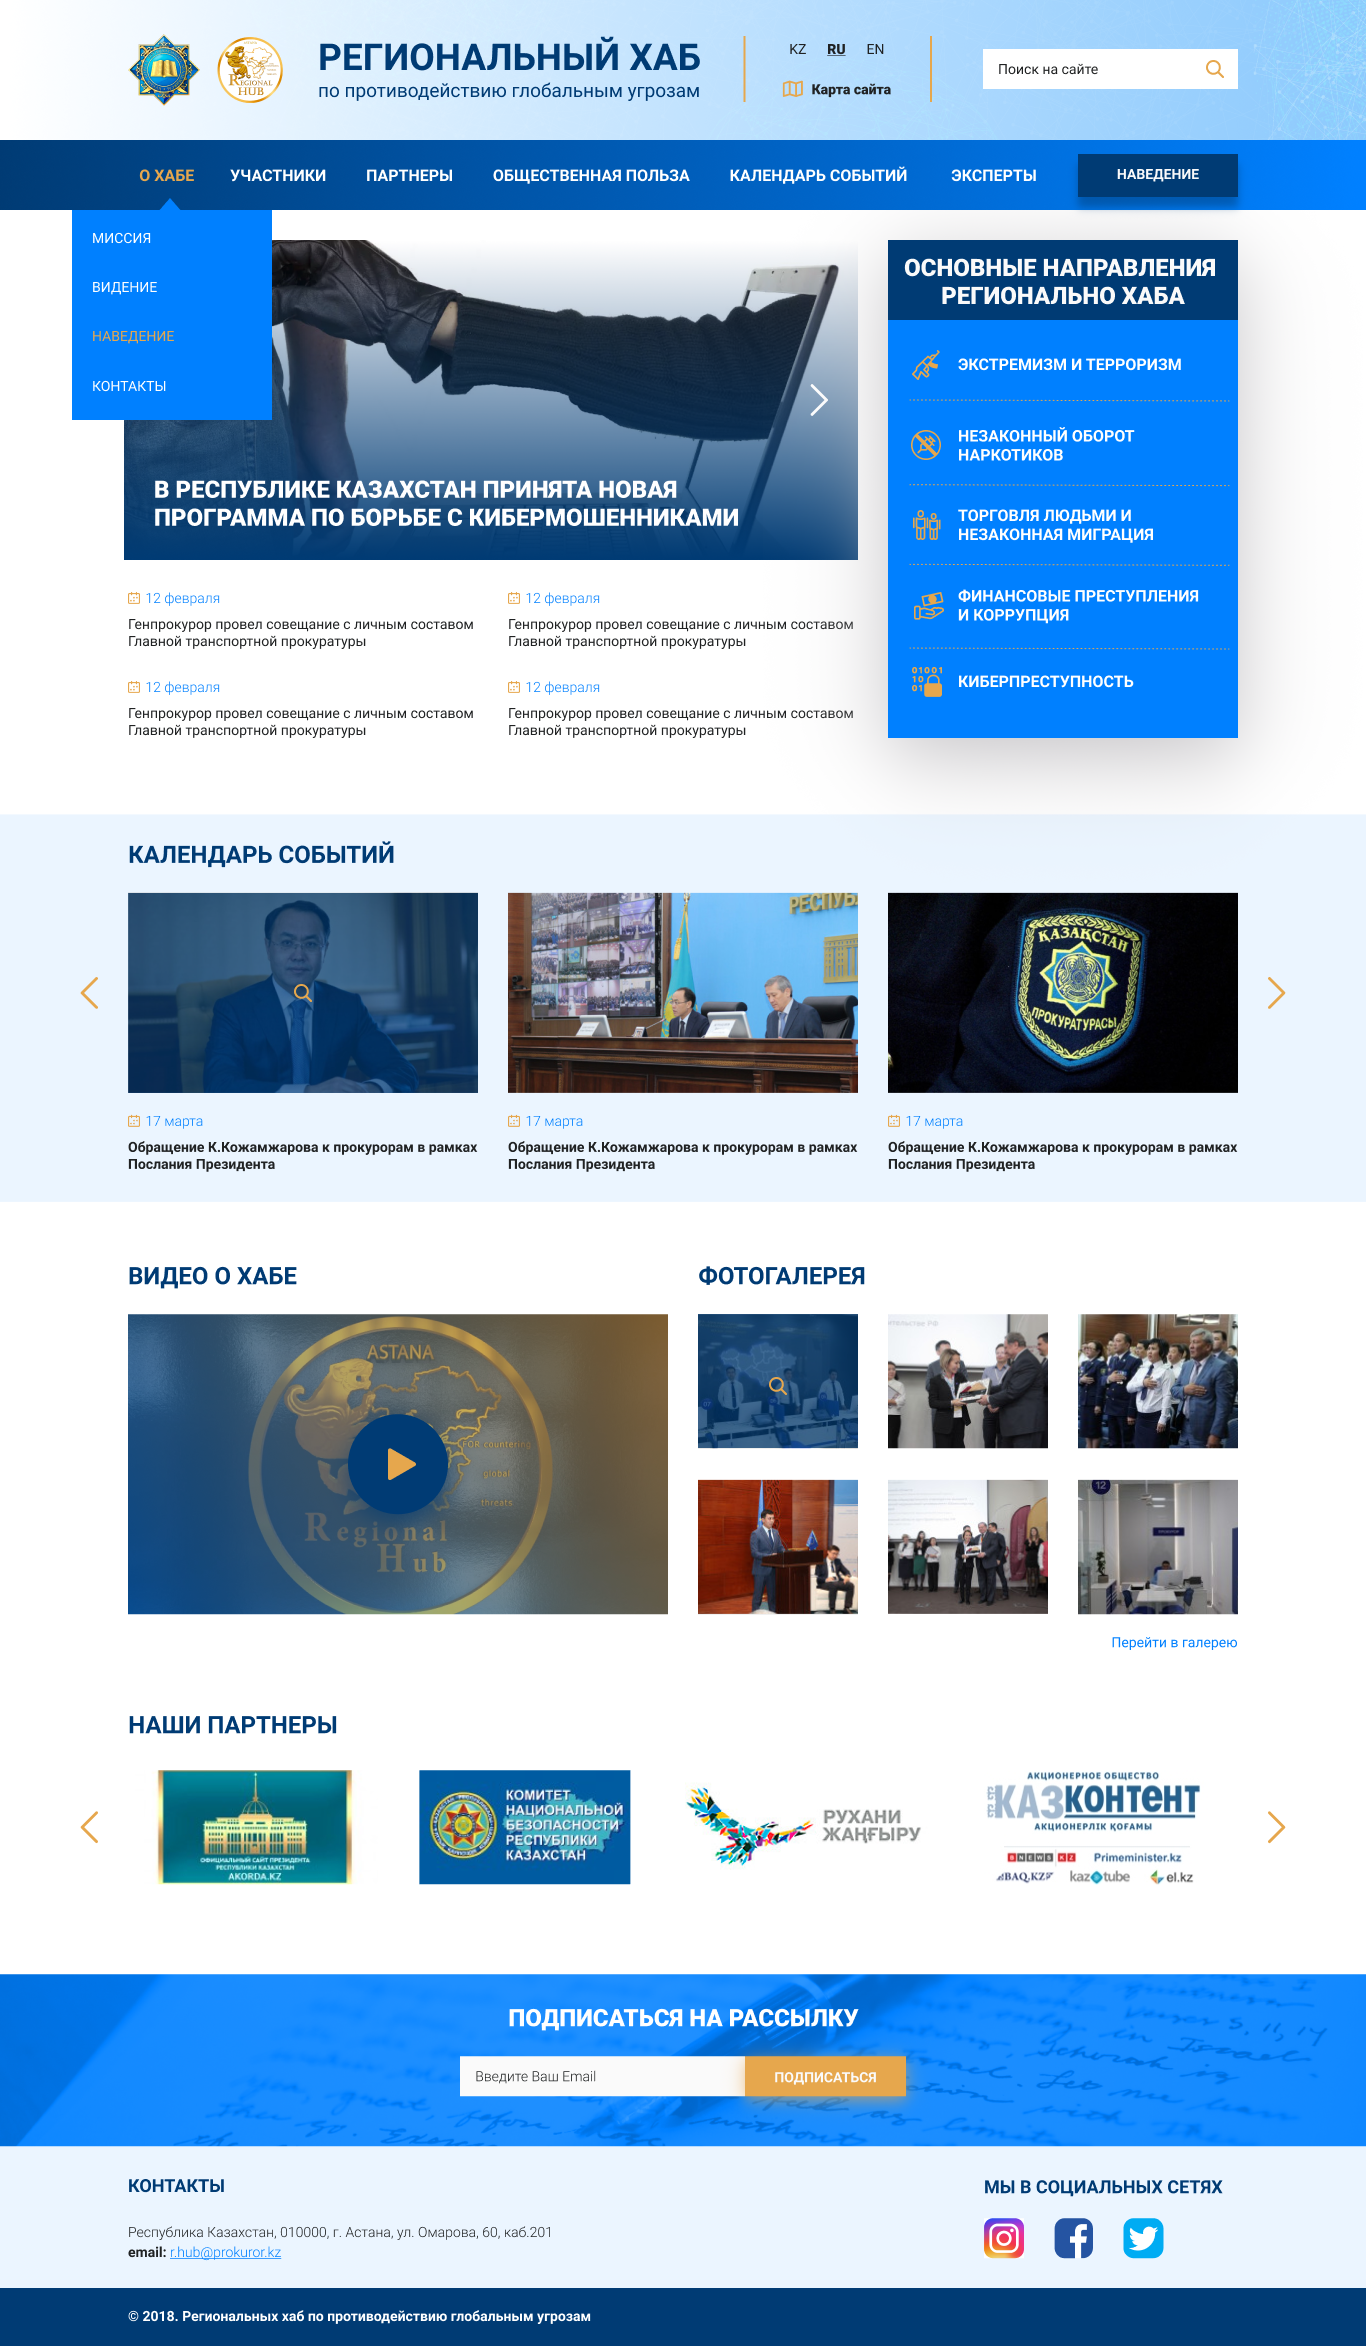 REGIONAL
HUB
РЕГИОНАЛЬНЫЙ ХАБ
по противодействию глобальным угрозам
KZ RU EN
Карта сайта
Поиск на сайте
О ХАБЕ УЧАСТНИКИ ПАРТНЕРЫ ОБЩЕСТВЕННАЯ ПОЛЬЗА КАЛЕНДАРЬ СОБЫТИЙ ЭКСПЕРТЫ НАВЕДЕНИЕ
МИССИЯ
ВИДЕНИЕ
НАВЕДЕНИЕ
КОНТАКТЫ
В РЕСПУБЛИКЕ КАЗАХСТАН ПРИНЯТА НОВАЯ
ПРОГРАММА ПО БОРЬБЕ С КИБЕРМОШЕННИКАМИ
ОСНОВНЫЕ НАПРАВЛЕНИЯ
РЕГИОНАЛЬНО ХАБА
ЭКСТРЕМИЗМ И ТЕРРОРИЗМ
НЕЗАКОННЫЙ ОБОРОТ
НАРКОТИКОВ
ТОРГОВЛЯ ЛЮДЬМИ И
НЕЗАКОННАЯ МИГРАЦИЯ
ФИНАНСОВЫЕ ПРЕСТУПЛЕНИЯ
И КОРРУПЦИЯ
01001
10
01
КИБЕРПРЕСТУПНОСТЬ
12 февраля
Генпрокурор провел совещание с личным составом
Главной транспортной прокуратуры
12 февраля
Генпрокурор провел совещание с личным составом
Главной транспортной прокуратуры
12 февраля
Генпрокурор провел совещание с личным составом
Главной транспортной прокуратуры
12 февраля
Генпрокурор провел совещание с личным составом
Главной транспортной прокуратуры
КАЛЕНДАРЬ СОБЫТИЙ
РЕСПУБ
ҚАЗАҚСТАН
ПРОКУРАТУРАСЫ
17 марта
Обращение К.Кожамжарова к прокурорам в рамках
Послания Президента
17 марта
Обращение К.Кожамжарова к прокурорам в рамках
Послания Президента
17 марта
Обращение К.Кожамжарова к прокурорам в рамках
Послания Президента
ВИДЕО О ХАБЕ
ASTANA
FOR countering
global
threats
Regional
Hub
ФОТОГАЛЕРЕЯ
ительстве РФ
12
Перейти в галерею
НАШИ ПАРТНЕРЫ
ОФИЦИАЛЬНЫЙ САЙТ ПРЕЗИДЕНТА
РЕСПУБЛИКИ КАЗАХСТАН
AKORDA.KZ
КОМИТЕТ
НАЦИОНАЛЬНОЙ
БЕЗОПАСНОСТИ
РЕСПУБЛИКИ
КАЗАХСТАН
РУХАНИ
ЖАҢҒЫРУ
АКЦИОНЕРНОЕ ОБЩЕСТВО
КАЗКОНТЕНТ
АКЦИОНЕРЛІК ҚОҒАМЫ
BNEWS KZ Primeminister.kz
BAQ.KZ kaztube el.kz
ПОДПИСАТЬСЯ НА РАССЫЛКУ
Введите Ваш Email
ПОДПИСАТЬСЯ
КОНТАКТЫ
Республика Казахстан, 010000, г. Астана, ул. Омарова, 60, каб.201
email: r.hub@prokuror.kz
МЫ В СОЦИАЛЬНЫХ СЕТЯХ
© 2018. Региональных хаб по противодействию глобальным угрозам